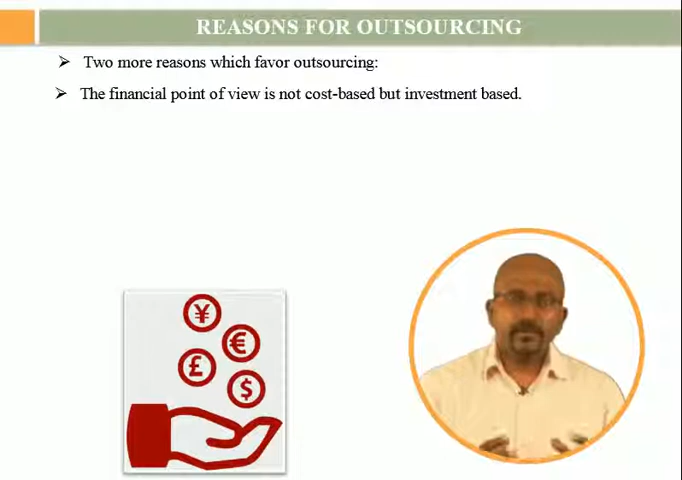 REASONS FOR OUTSOURCING
➢ Two more reasons which favor outsourcing:
➢ The financial point of view is not cost-based but investment based.
¥
€
£
$